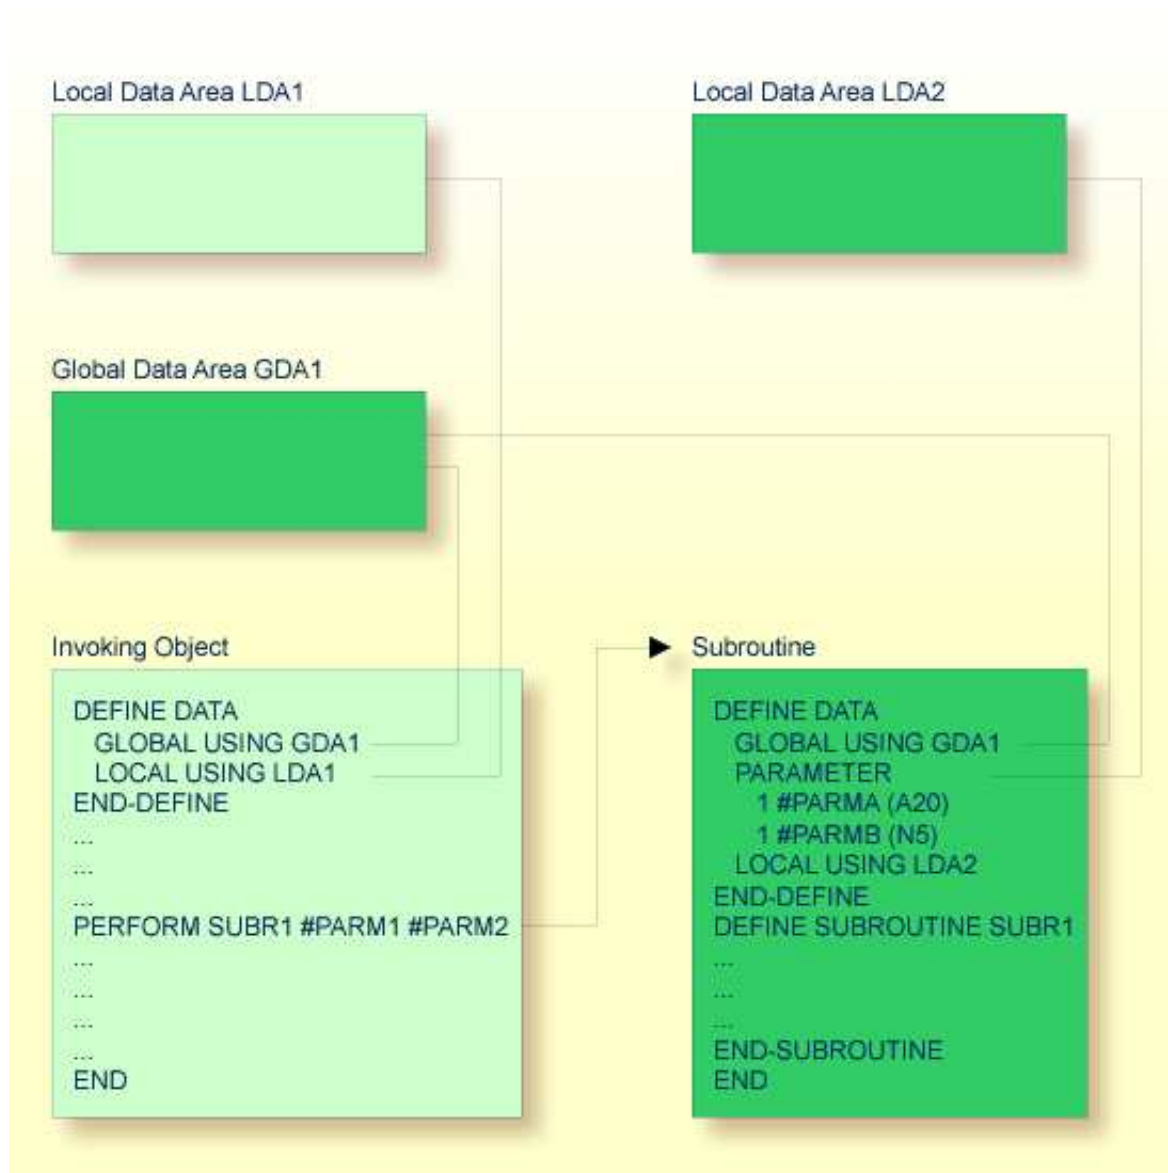 Local Data Area LDA1
Local Data Area LDA2
Global Data Area GDA1
Invoking Object
DEFINE DATA
GLOBAL USING GDA1
LOCAL USING LDA1
END-DEFINE
...
...
...
PERFORM SUBR1 #PARM1 #PARM2
...
...
...
...
END
Subroutine
DEFINE DATA
GLOBAL USING GDA1
PARAMETER
1 #PARMA (A20)
1 #PARMB (N5)
LOCAL USING LDA2
END-DEFINE
DEFINE SUBROUTINE SUBR1
...
...
...
END-SUBROUTINE
END